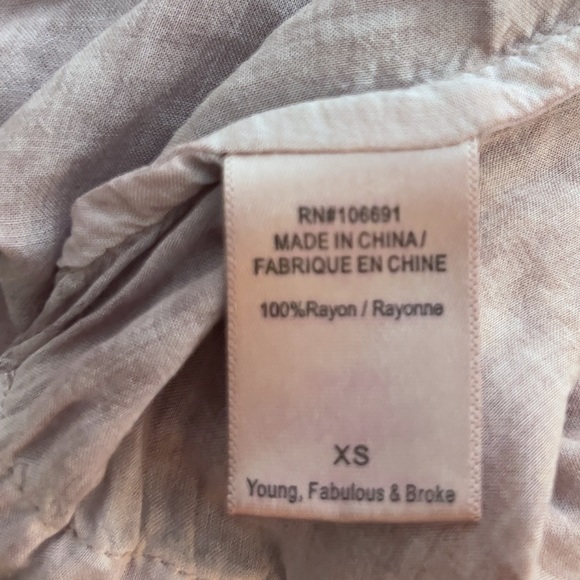 RN#106691
MADE IN CHINA/
FABRIQUE EN CHINE
100%Rayon / Rayonne
XS
Young, Fabulous & Broke